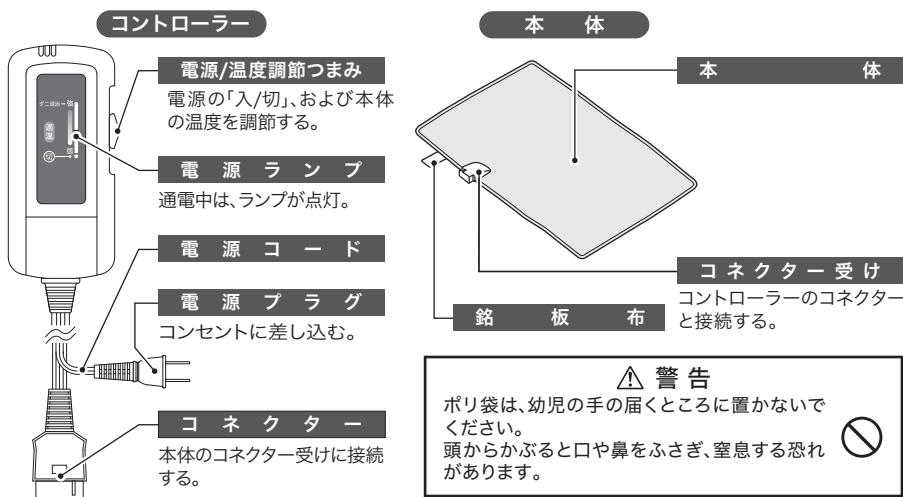 コントローラー
電源/温度調節つまみ
電源の「入/切」、および本体
の温度を調節する。
ダニ退治
強
適温
弱
切
電源ランプ
通電中は、ランプが点灯。
電源コード
電源プラグ
コンセントに差し込む。
コネクター
本体のコネクター受けに接続
する。
本体
本体
コネクター受け
コントローラーのコネクター
と接続する。
銘板布
⚠ 警告
ポリ袋は、幼児の手の届くところに置かないで
ください。
頭からかぶると口や鼻をふさぎ、窒息する恐れ
があります。